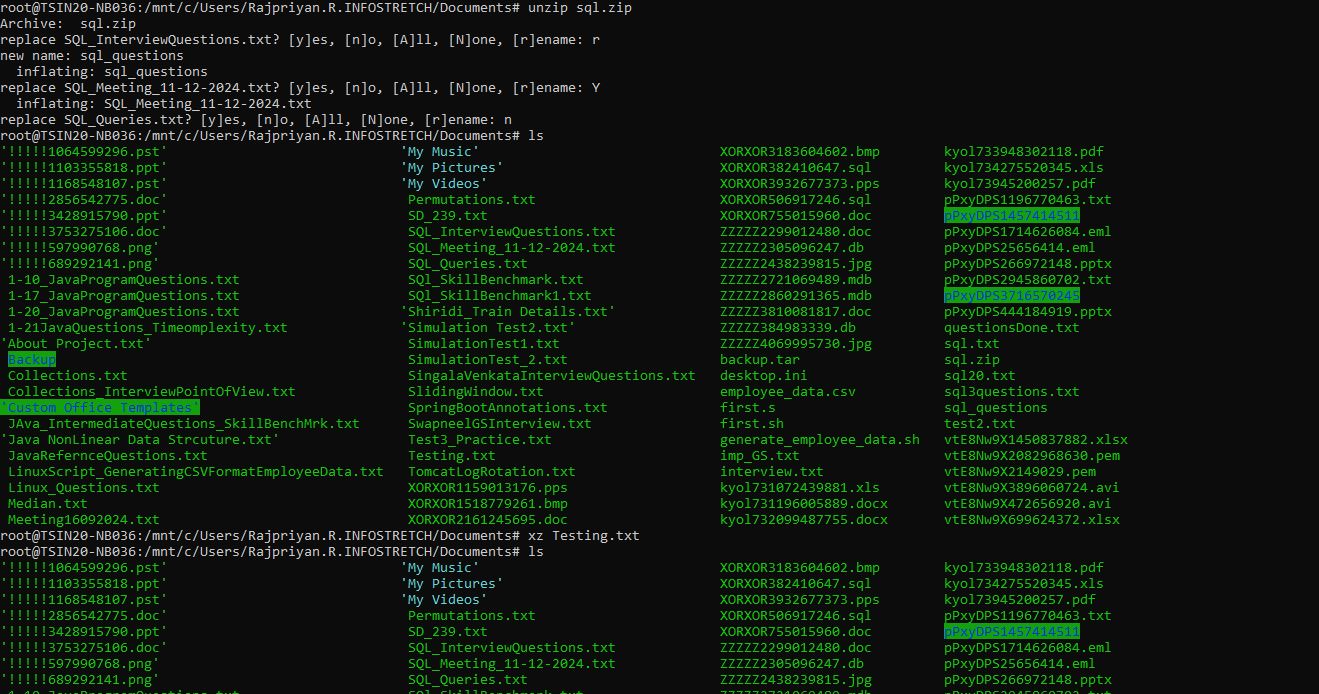 root@TSIN20-NB036:/mnt/c/Users/Rajpriyan.R.INFOSTRETCH/Documents# unzip sql.zip
Archive:  sql.zip
replace SQL_InterviewQuestions.txt? [y]es, [n]o, [A]ll, [N]one, [r]ename: r
new name: sql_questions
  inflating: sql_questions
replace SQL_Meeting_11-12-2024.txt? [y]es, [n]o, [A]ll, [N]one, [r]ename: Y
  inflating: SQL_Meeting_11-12-2024.txt
replace SQL_Queries.txt? [y]es, [n]o, [A]ll, [N]one, [r]ename: n
root@TSIN20-NB036:/mnt/c/Users/Rajpriyan.R.INFOSTRETCH/Documents# ls
'!!!!!1064599296.pst' 'My Music' XORXOR3183604602.bmp kyol733948302118.pdf
'!!!!!1103355818.ppt' 'My Pictures' XORXOR382410647.sql kyol734275520345.xls
'!!!!!1168548107.pst' 'My Videos' XORXOR3932677373.pps kyol73945200257.pdf
'!!!!!2856542775.doc' Permutations.txt XORXOR506917246.sql pPxyDPS1196770463.txt
'!!!!!3428915790.ppt' SD_239.txt XORXOR755015960.doc pPxyDPS1457414511
'!!!!!3753275106.doc' SQL_InterviewQuestions.txt ZZZZZ2299012480.doc pPxyDPS1714626084.eml
'!!!!!597990768.png' SQL_Meeting_11-12-2024.txt ZZZZZ2305096247.db pPxyDPS25656414.eml
'!!!!!689292141.png' SQL_Queries.txt ZZZZZ2438239815.jpg pPxyDPS266972148.pptx
1-10_JavaProgramQuestions.txt SQl_SkillBenchmark.txt ZZZZZ2721069489.mdb pPxyDPS2945860702.txt
1-17_JavaProgramQuestions.txt SQl_SkillBenchmark1.txt ZZZZZ2860291365.mdb pPxyDPS3716570245
1-20_JavaProgramQuestions.txt 'Shiridi_Train Details.txt' ZZZZZ3810081817.doc pPxyDPS444184919.pptx
1-21JavaQuestions_Timeomplexity.txt 'Simulation Test2.txt' ZZZZZ384983339.db questionsDone.txt
'About Project.txt' SimulationTest1.txt ZZZZZ4069995730.jpg sql.txt
Backup SimulationTest_2.txt backup.tar sql.zip
Collections.txt SingalaVenkataInterviewQuestions.txt desktop.ini sql20.txt
Collections_InterviewPointOfView.txt SlidingWindow.txt employee_data.csv sql3questions.txt
'Custom Office Templates' SpringBootAnnotations.txt first.s sql_questions
JAva_IntermediateQuestions_SkillBenchMrk.txt SwapneelGSInterview.txt first.sh test2.txt
'Java NonLinear Data Strcuture.txt' Test3_Practice.txt generate_employee_data.sh vtE8Nw9X1450837882.xlsx
JavaRefernceQuestions.txt Testing.txt imp_GS.txt vtE8Nw9X2082968630.pem
LinuxScript_GeneratingCSVFormatEmployeeData.txt TomcatLogRotation.txt interview.txt vtE8Nw9X2149029.pem
Linux_Questions.txt XORXOR1159013176.pps kyol731072439881.xls vtE8Nw9X3896060724.avi
Median.txt XORXOR1518779261.bmp kyol731196005889.docx vtE8Nw9X472656920.avi
Meeting16092024.txt XORXOR2161245695.doc kyol732099487755.docx vtE8Nw9X699624372.xlsx
root@TSIN20-NB036:/mnt/c/Users/Rajpriyan.R.INFOSTRETCH/Documents# xz Testing.txt
root@TSIN20-NB036:/mnt/c/Users/Rajpriyan.R.INFOSTRETCH/Documents# ls
'!!!!!1064599296.pst' 'My Music' XORXOR3183604602.bmp kyol733948302118.pdf
'!!!!!1103355818.ppt' 'My Pictures' XORXOR382410647.sql kyol734275520345.xls
'!!!!!1168548107.pst' 'My Videos' XORXOR3932677373.pps kyol73945200257.pdf
'!!!!!2856542775.doc' Permutations.txt XORXOR506917246.sql pPxyDPS1196770463.txt
'!!!!!3428915790.ppt' SD_239.txt XORXOR755015960.doc pPxyDPS1457414511
'!!!!!3753275106.doc' SQL_InterviewQuestions.txt ZZZZZ2299012480.doc pPxyDPS1714626084.eml
'!!!!!597990768.png' SQL_Meeting_11-12-2024.txt ZZZZZ2305096247.db pPxyDPS25656414.eml
'!!!!!689292141.png' SQL_Queries.txt ZZZZZ2438239815.jpg pPxyDPS266972148.pptx